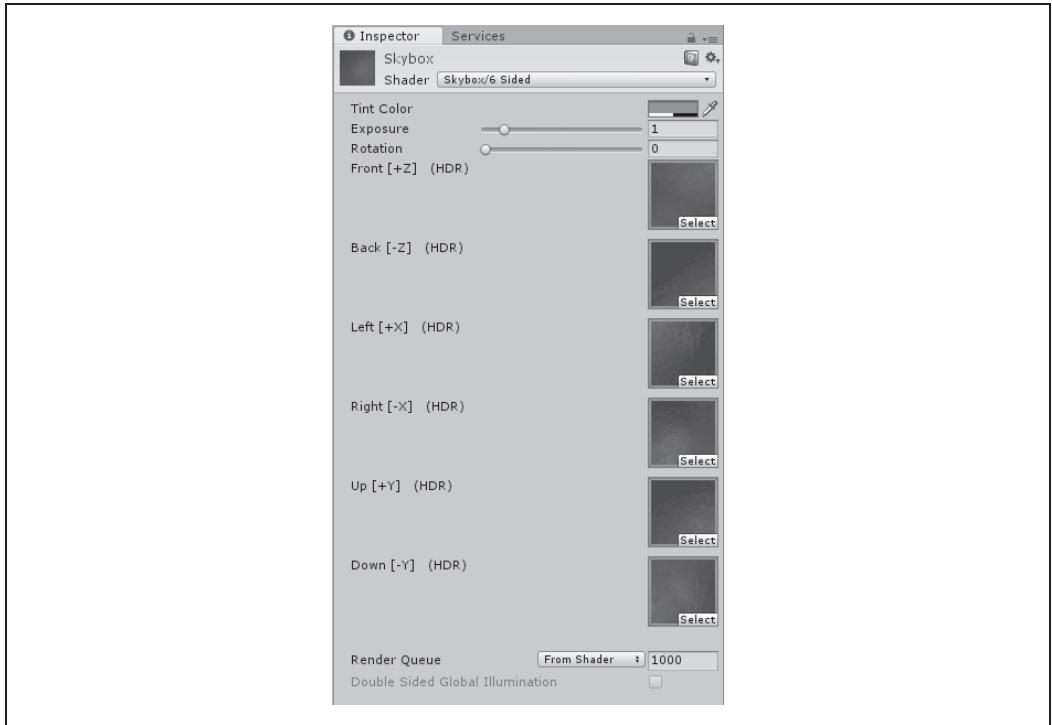 Inspector Services
Skybox
Shader Skybox/6 Sided
Tint Color
Exposure 1
Rotation 0
Front [+Z] (HDR)
Select
Back [-Z] (HDR)
Select
Left [+X] (HDR)
Select
Right [-X] (HDR)
Select
Up [+Y] (HDR)
Select
Down [-Y] (HDR)
Select
Render Queue From Shader 1000
Double Sided Global Illumination